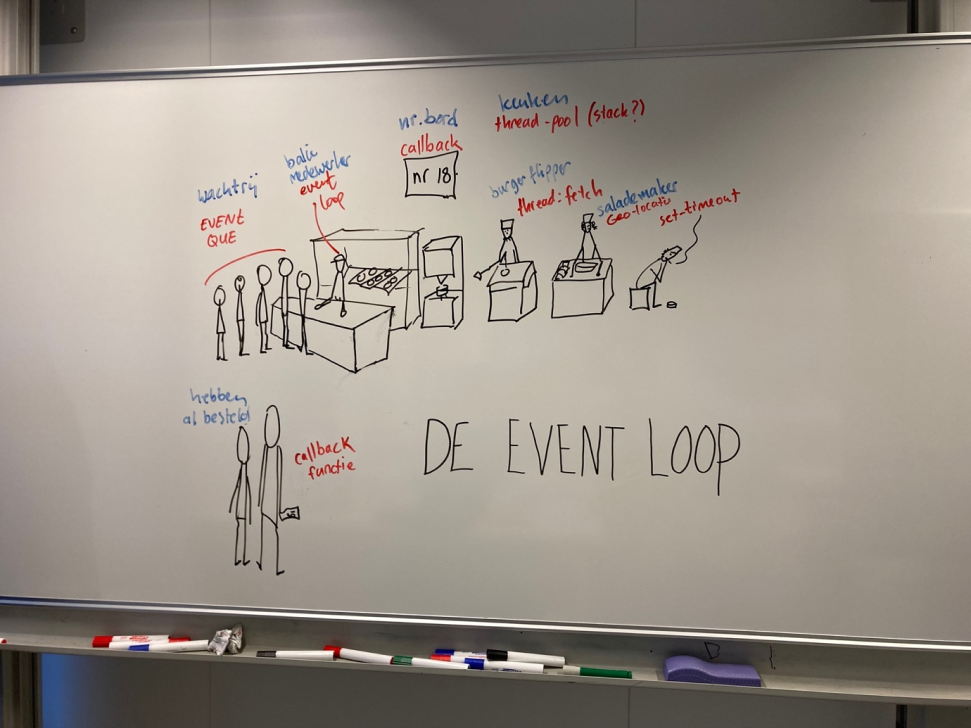 wachtrij
EVENT
QUE
balie
medewerker
event
loop
nr. bord
callback
nr 18
keuken
thread-pool (stack?)
burger flipper
thread: fetch
salademaker
Geo-locatie
set-timeout
hebben
al besteld
callback
functie
DE EVENT LOOP